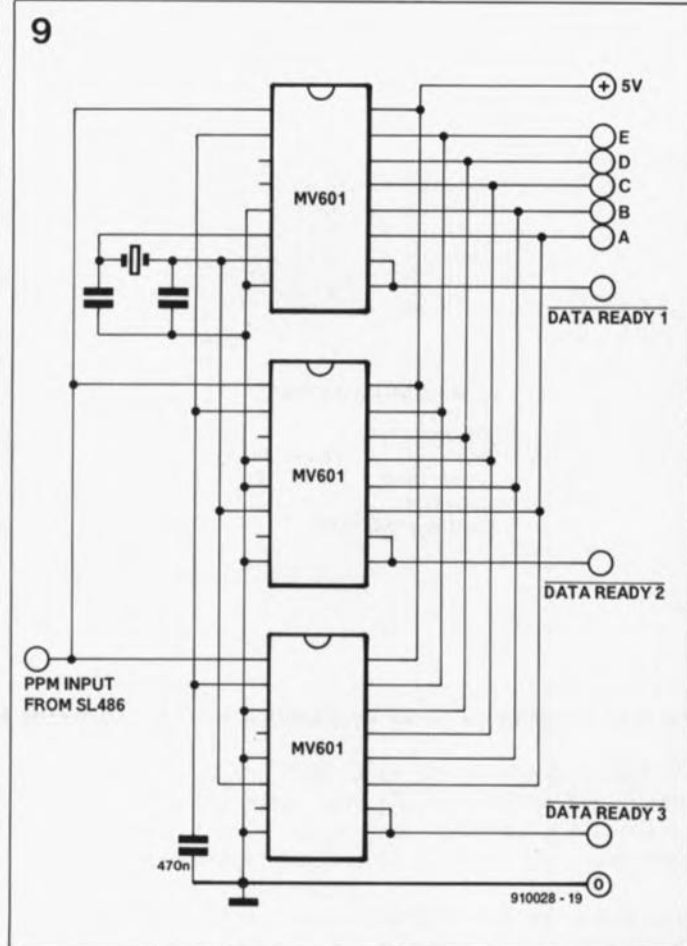 9
+ 5V
E
D
MV601
C
B
A
DATA READY 1
MV601
DATA READY 2
PPM INPUT
FROM SL486
MV601
DATA READY 3
470n
0
910028 - 19